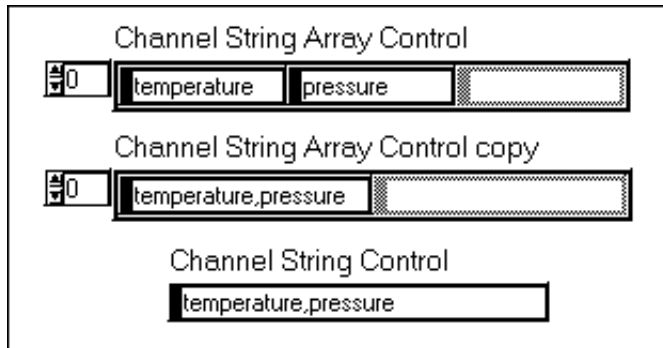 Channel String Array Control
0 temperature pressure
Channel String Array Control copy
0 temperature,pressure
Channel String Control
temperature,pressure